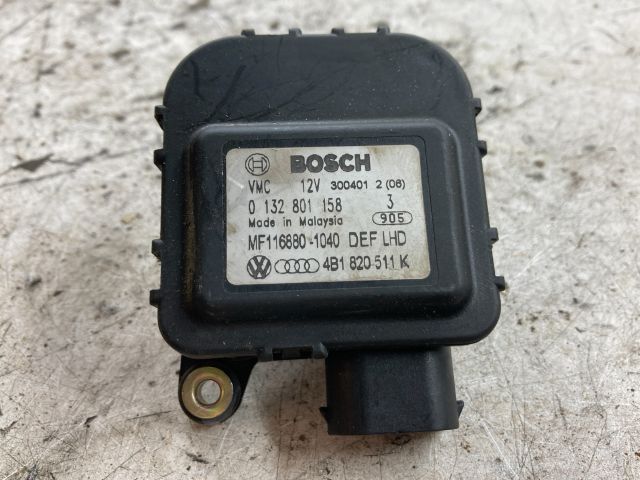 BOSCH
VMC 12V 300401 2 (08)
0 132 801 158 3
Made in Malaysia 905
MF116880-1040 DEF LHD
4B1 820 511 K